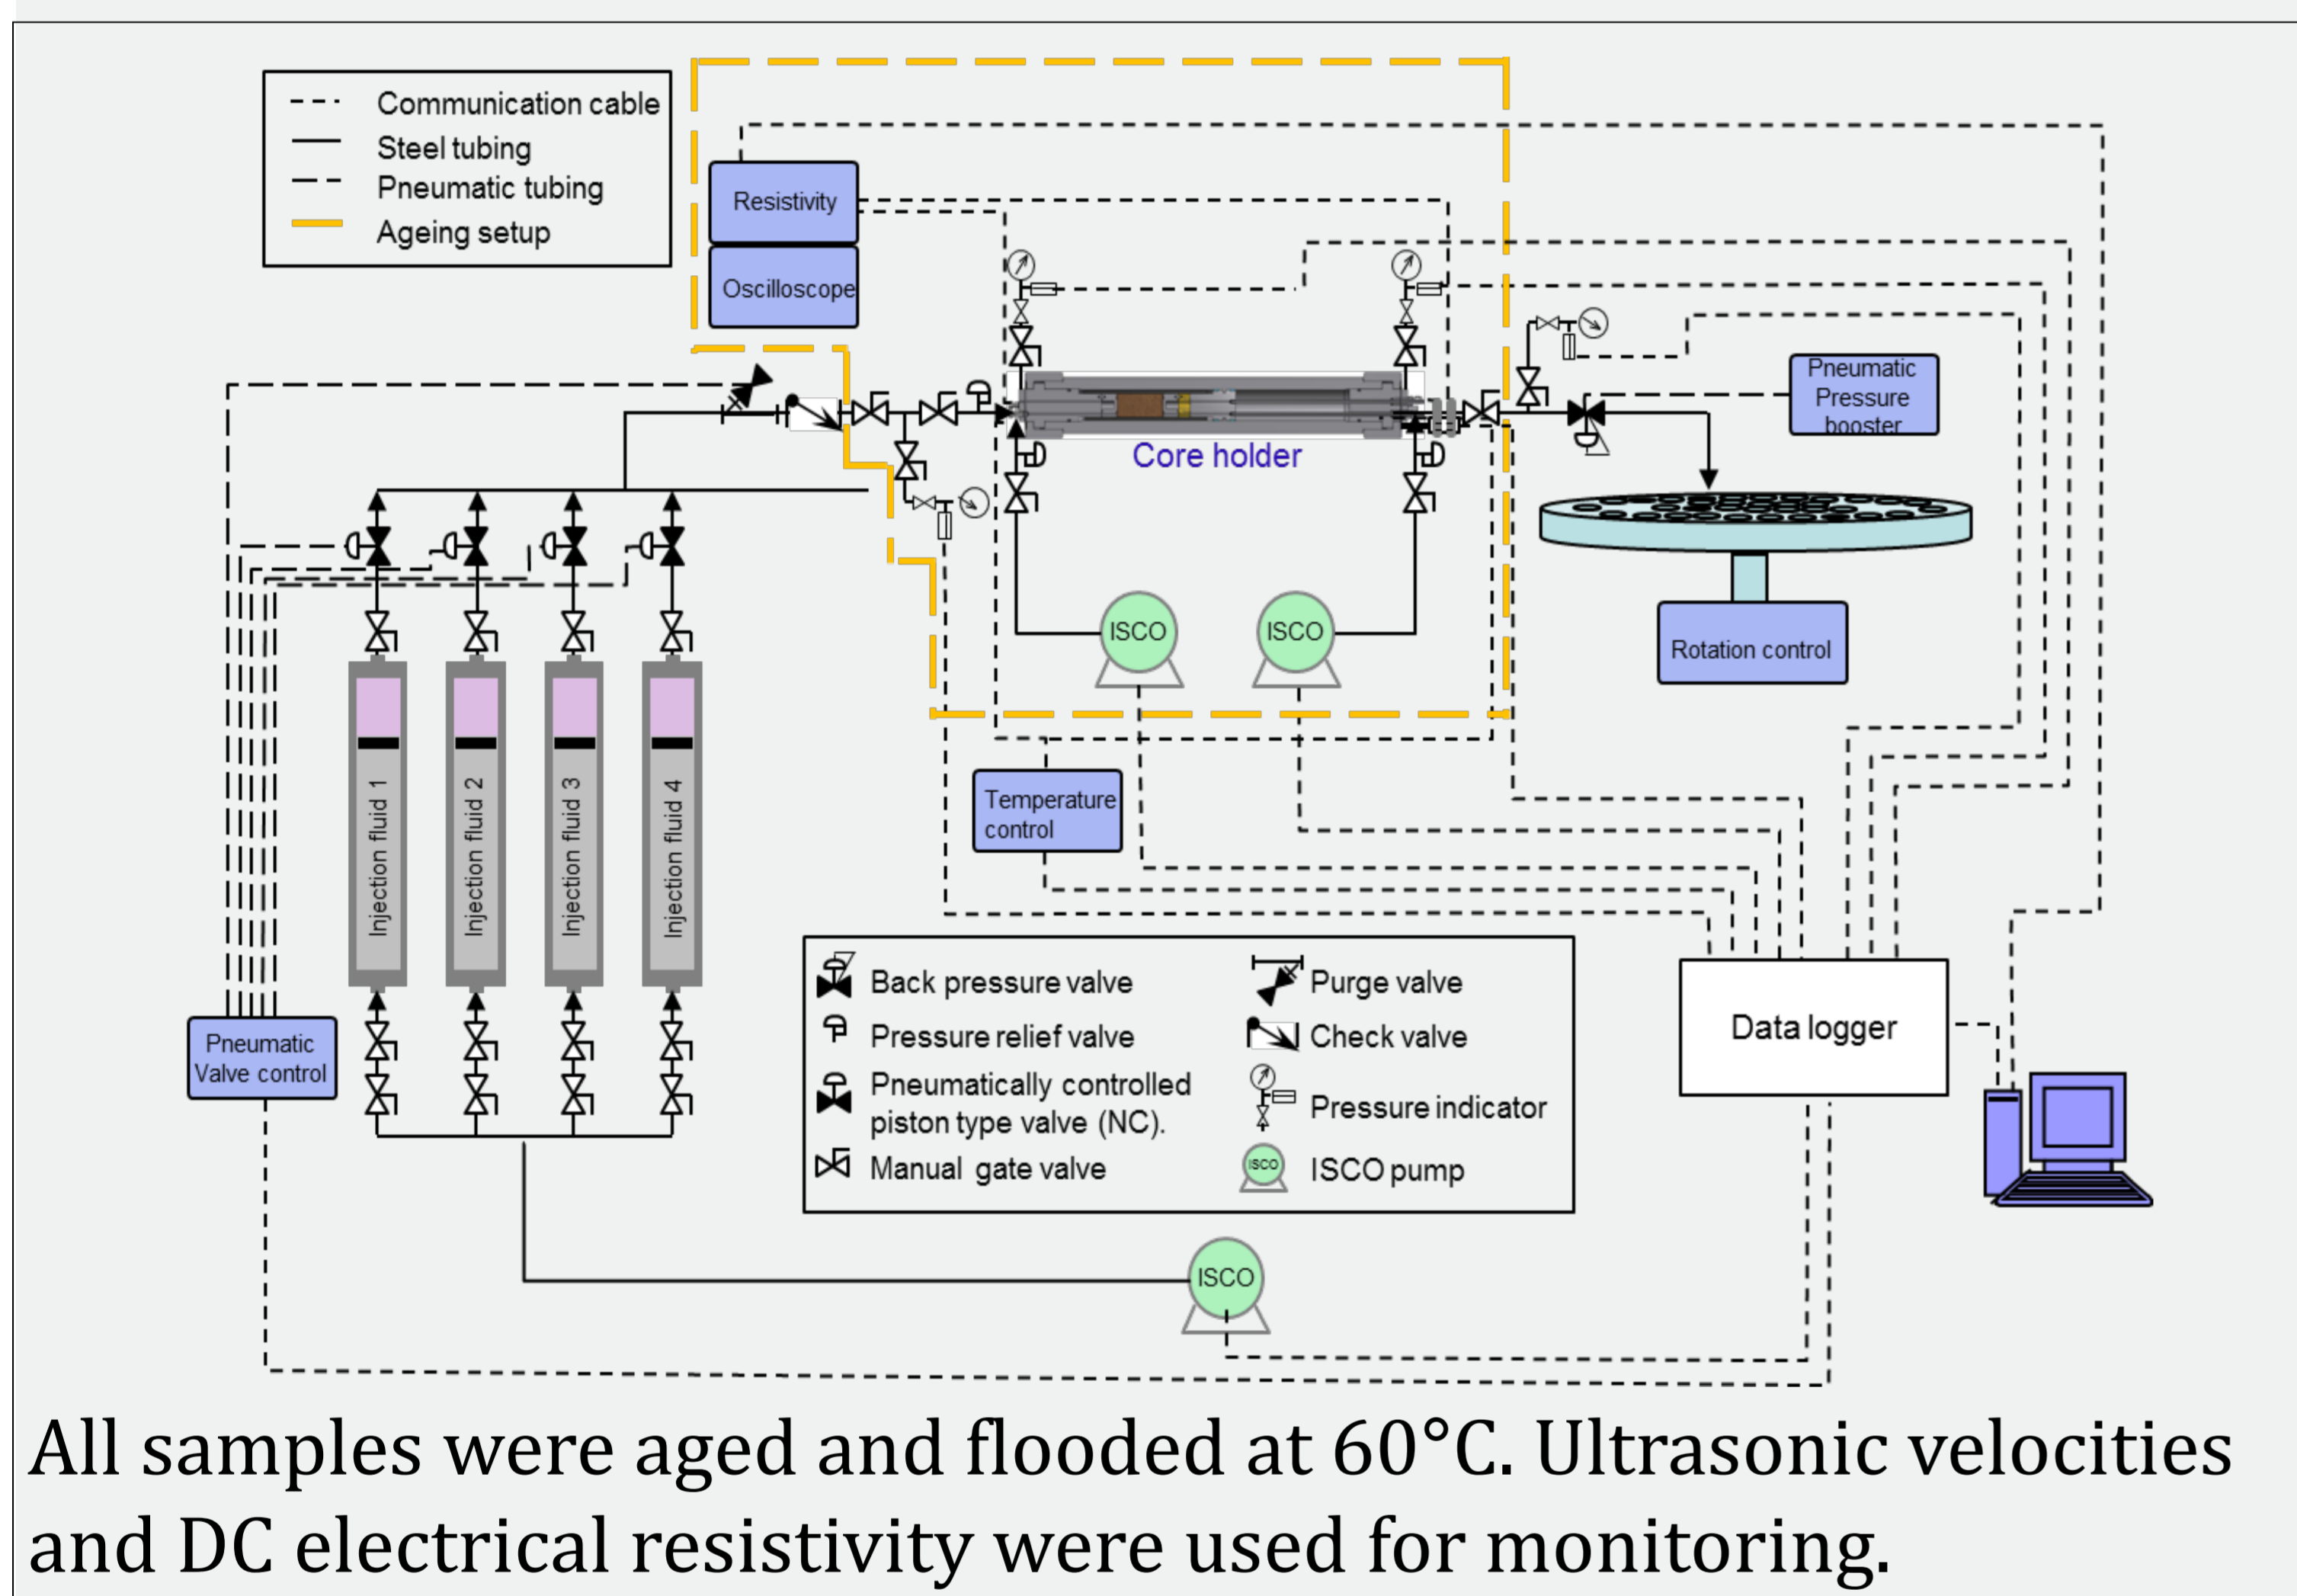 Communication cable
Steel tubing
Pneumatic tubing
Ageing setup
Resistivity
Oscilloscope
Pneumatic
Pressure
booster
Core holder
ISCO
ISCO
Rotation control
Injection fluid 1
Injection fluid 2
Injection fluid 3
Injection fluid 4
Temperature
control
Pneumatic
Valve control
Back pressure valve
Pressure relief valve
Pneumatically controlled
piston type valve (NC).
Manual gate valve
Purge valve
Check valve
Pressure indicator
ISCO
ISCO pump
Data logger
ISCO
All samples were aged and flooded at 60°C. Ultrasonic velocities
and DC electrical resistivity were used for monitoring.